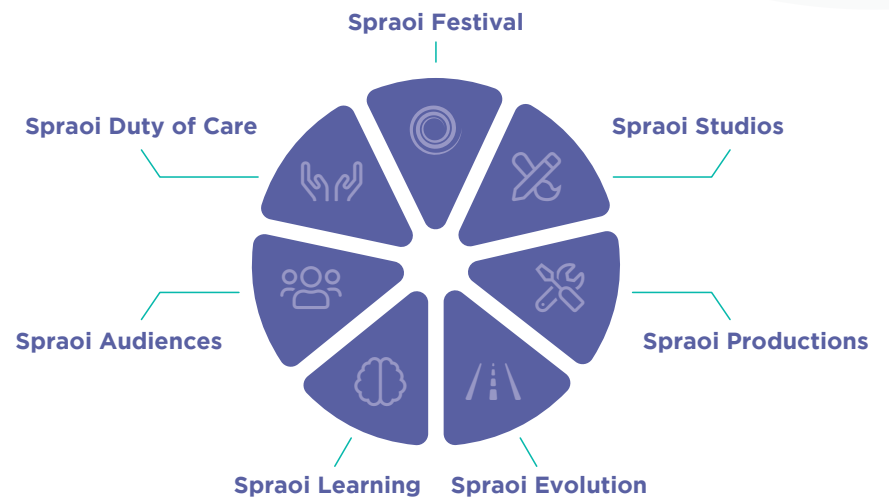 Spraoi Festival
Spraoi Duty of Care
Spraoi Studios
Spraoi Audiences
Spraoi Productions
Spraoi Learning
Spraoi Evolution